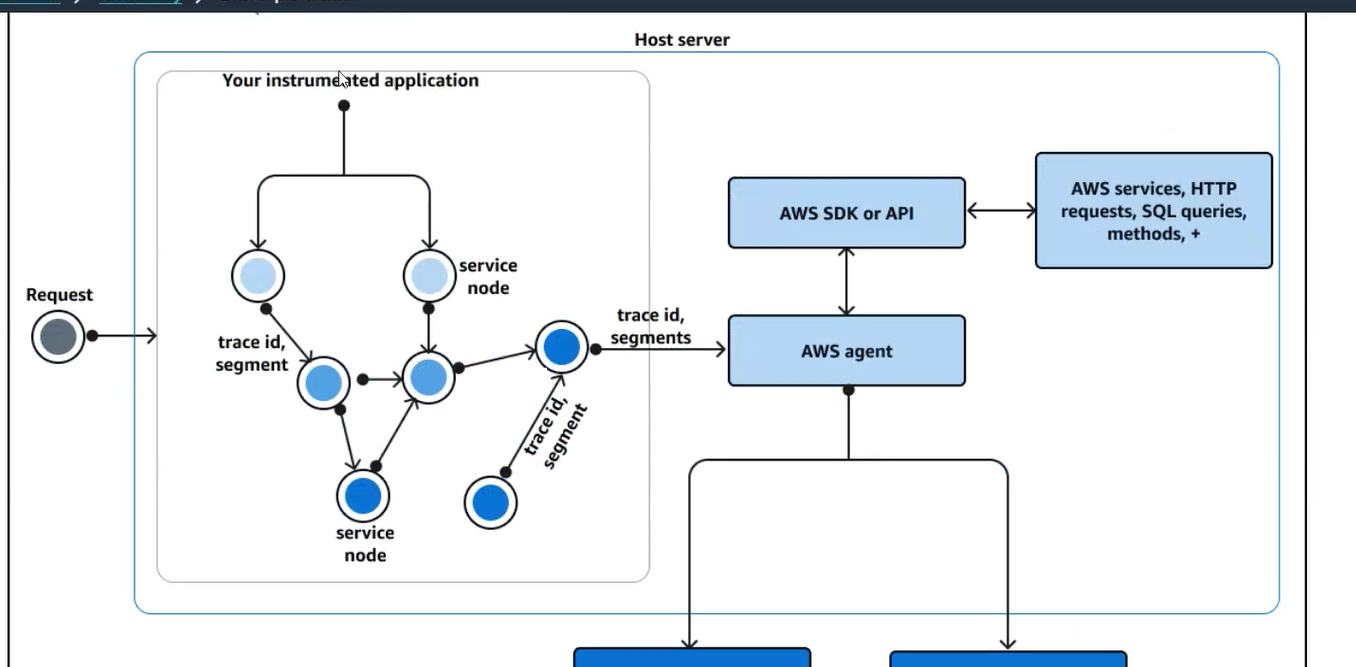 Host server
Your instrumented application
AWS services, HTTP
requests, SQL queries,
methods, +
AWS SDK or API
service
node
Request
trace id,
segments
trace id,
segment
AWS agent
trace id,
segment
service
node